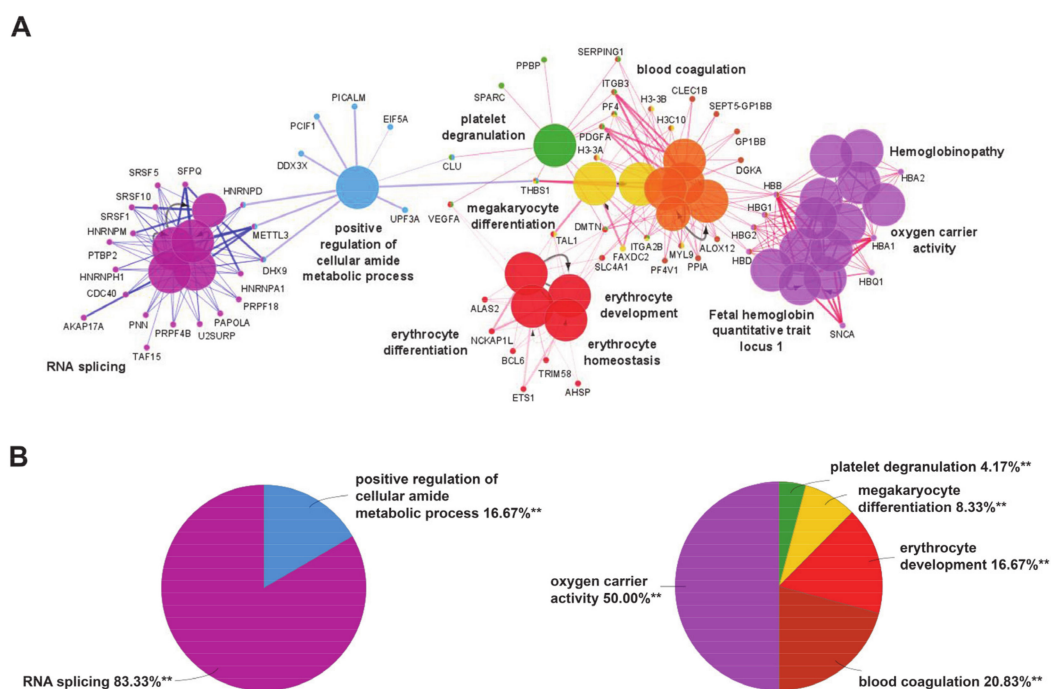 A
SERPING1
PPBP
blood coagulation
SPARC
ITGB3
H3-3B
CLEC1B
PICALM
PF4
SEPT5-GP1BB
PCIF1
EIF5A
platelet
degranulation
PDGFA
H3C10
GP1BB
DDX3X
CLU
H3-3A
DGKA
Hemoglobinopathy
SRSF5
SFPQ
HNRNPD
THBS1
HBB
HBA2
SRSF10
VEGFA
UPF3A
megakaryocyte
differentiation
HBG1
SRSF1
METTL3
DMTN
HBG2
oxygen carrier
activity
HNRNPM
positive
regulation of
cellular amide
metabolic process
TAL1
ITGA2B
ALOX12
HBA1
PTBP2
DHX9
FAXDC2
MYL9
HBD
HNRNPH1
HNRNPA1
SLC4A1
PF4V1
PPIA
HBQ1
CDC40
PRPF18
AKAP17A
PNN
PAPOLA
ALAS2
erythrocyte
development
Fetal hemoglobin
quantitative trait
locus 1
PRPF4B
U2SURP
erythrocyte
differentiation
NCKAP1L
SNCA
TAF15
BCL6
erythrocyte
homeostasis
RNA splicing
TRIM58
ETS1
AHSP
B
positive regulation of
cellular amide
metabolic process 16.67%**
RNA splicing 83.33%**
platelet degranulation 4.17%**
megakaryocyte
differentiation 8.33%**
erythrocyte
development 16.67%**
oxygen carrier
activity 50.00%**
blood coagulation 20.83%**